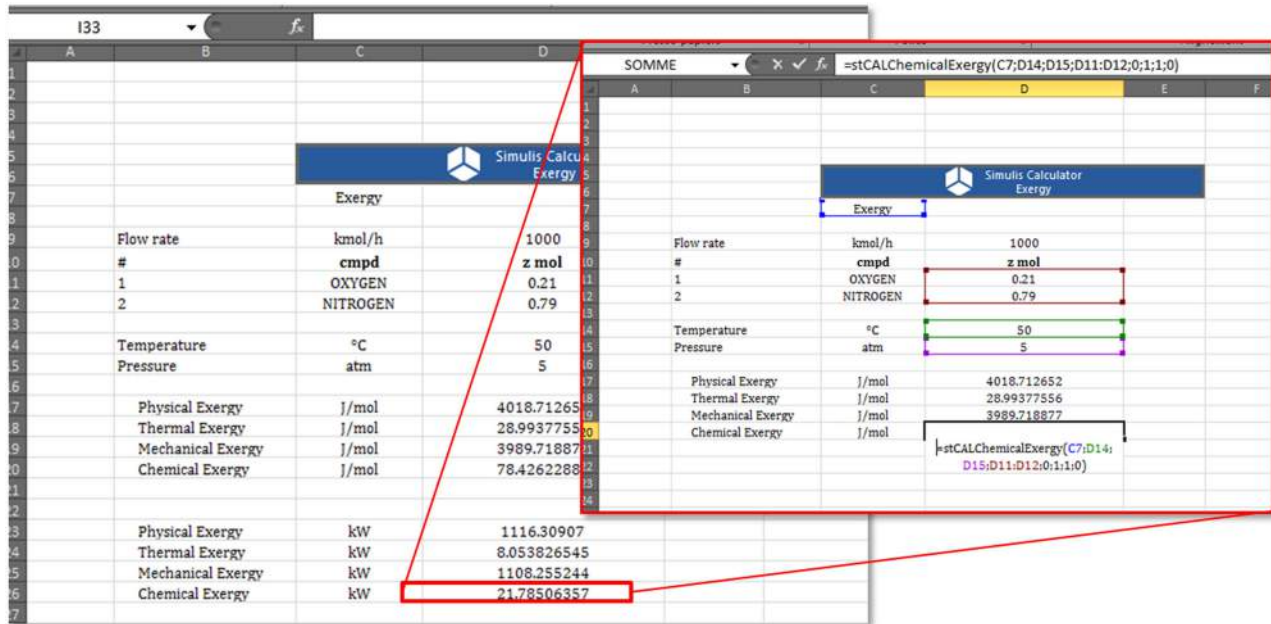 I33 fx
A B C D
Simulis Calcu
Exergy
Exergy
Flow rate kmol/h 1000
# cmpd z mol
1 OXYGEN 0.21
2 NITROGEN 0.79
Temperature °C 50
Pressure atm 5
Physical Exergy J/mol 4018.71265
Thermal Exergy J/mol 28.9937755
Mechanical Exergy J/mol 3989.71887
Chemical Exergy J/mol 78.4262288
Physical Exergy kW 1116.30907
Thermal Exergy kW 8.053826545
Mechanical Exergy kW 1108.255244
Chemical Exergy kW 21.78506357
SOMME fx =stCALChemicalExergy(C7;D14;D15;D11:D12;0;1;1;0)
A B C D E F
Simulis Calculator
Exergy
Exergy
Flow rate kmol/h 1000
# cmpd z mol
1 OXYGEN 0.21
2 NITROGEN 0.79
Temperature °C 50
Pressure atm 5
Physical Exergy J/mol 4018.712652
Thermal Exergy J/mol 28.99377556
Mechanical Exergy J/mol 3989.718877
Chemical Exergy J/mol
=stCALChemicalExergy(C7;D14;
D15;D11:D12;0;1;1;0)